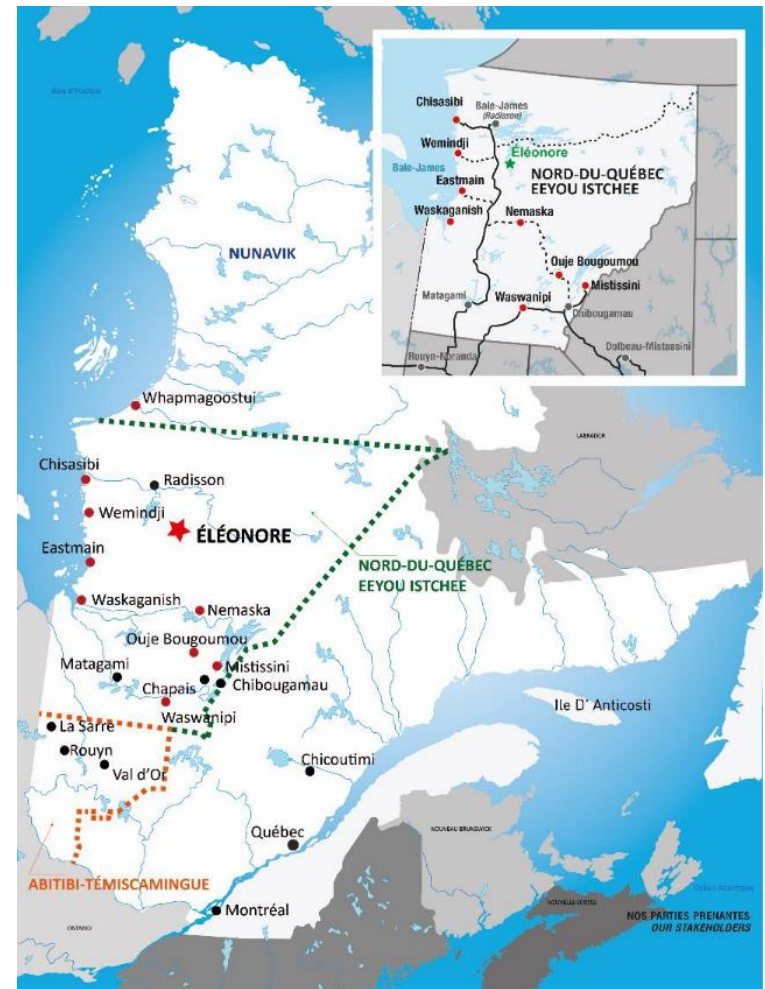 Baie d'Hudson
Chisasibi
Baie-James
(Radisson)
Wemindji
Éléonore
Baie-James
NORD-DU-QUÉBEC
EEYOU ISTCHEE
Eastmain
Waskaganish
Nemaska
Ouje Bougoumou
Mistissini
Matagami
Waswanipi
Chibougamau
Rouyn-Noranda
Dolbeau-Mistassini
NUNAVIK
Whapmagoostui
LABRADOR
Chisasibi
Radisson
Wemindji
ÉLÉONORE
Eastmain
NORD-DU-QUÉBEC
EEYOU ISTCHEE
Waskaganish
Nemaska
Ouje Bougoumou
Matagami
Mistissini
Chibougamau
Chapais
Waswanipi
Ile D' Anticosti
La Sarre
Rouyn
Val d'Or
Chicoutimi
Québec
NOUVEAU BRUNSWICK
ABITIBI-TÉMISCAMINGUE
Océan Atlantique
NOUVELLE-ÉCOSSE
Montréal
NOS PARTIES PRENANTES
OUR STAKEHOLDERS
ONTARIO